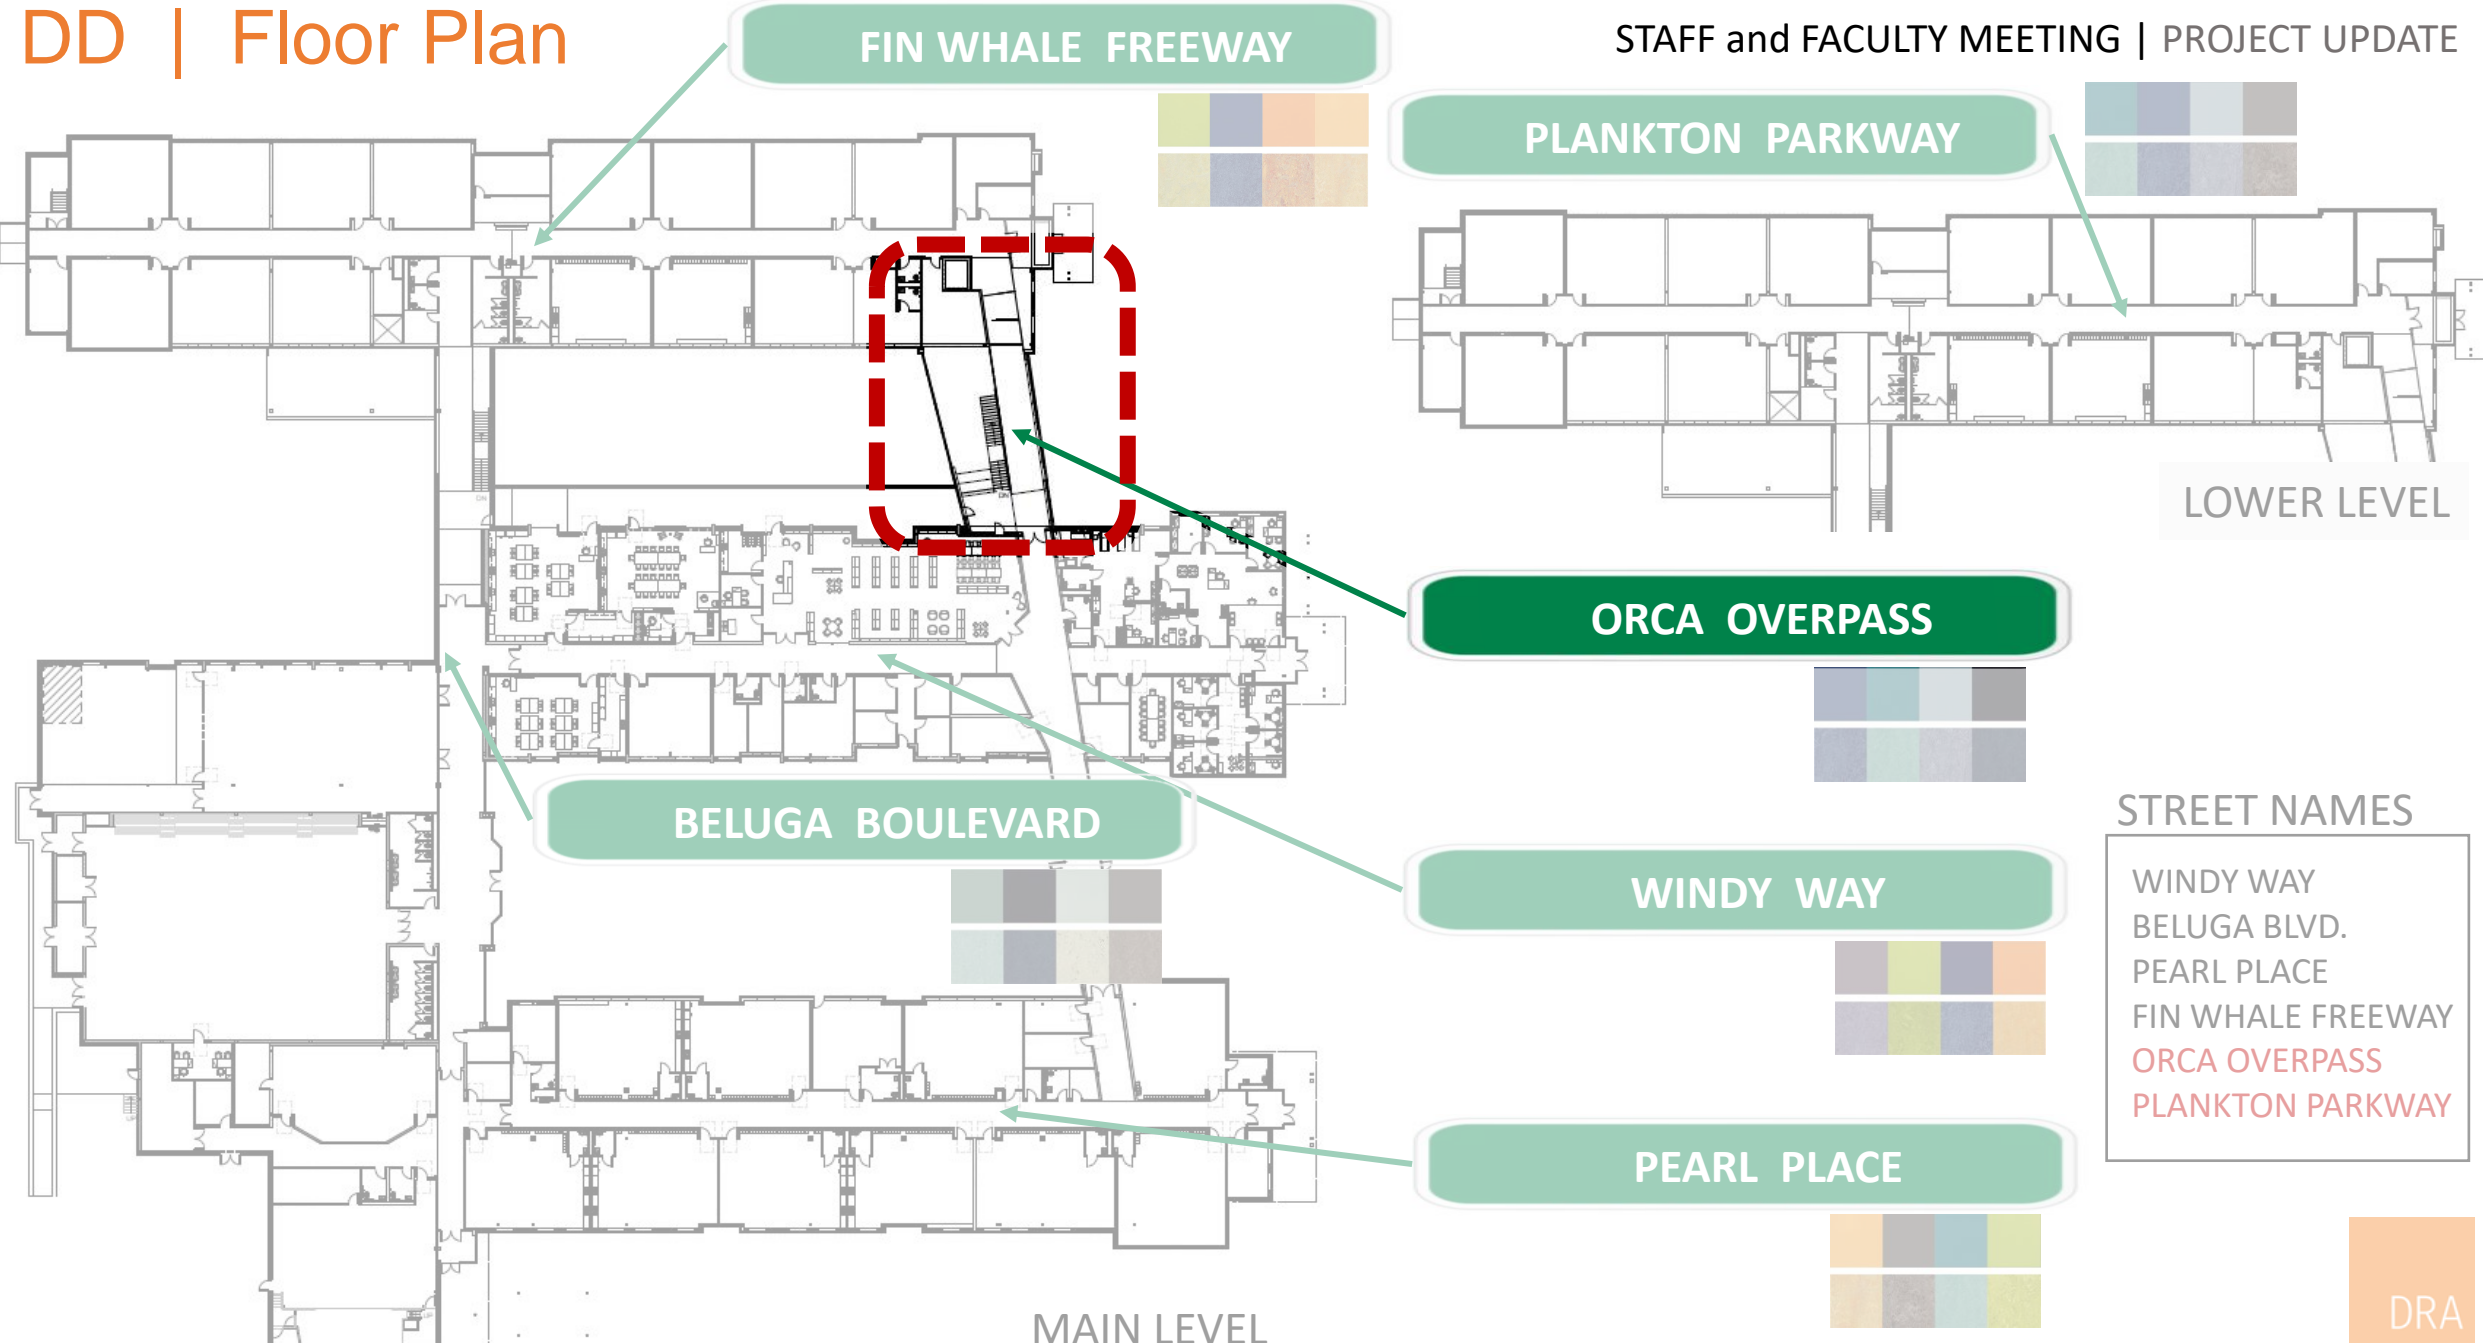 DD | Floor Plan
STAFF and FACULTY MEETING | PROJECT UPDATE
FIN WHALE FREEWAY
PLANKTON PARKWAY
LOWER LEVEL
DN
DN
ORCA OVERPASS
BELUGA BOULEVARD
WINDY WAY
PEARL PLACE
STREET NAMES
WINDY WAY
BELUGA BLVD.
PEARL PLACE
FIN WHALE FREEWAY
ORCA OVERPASS
PLANKTON PARKWAY
MAIN LEVEL
DRA